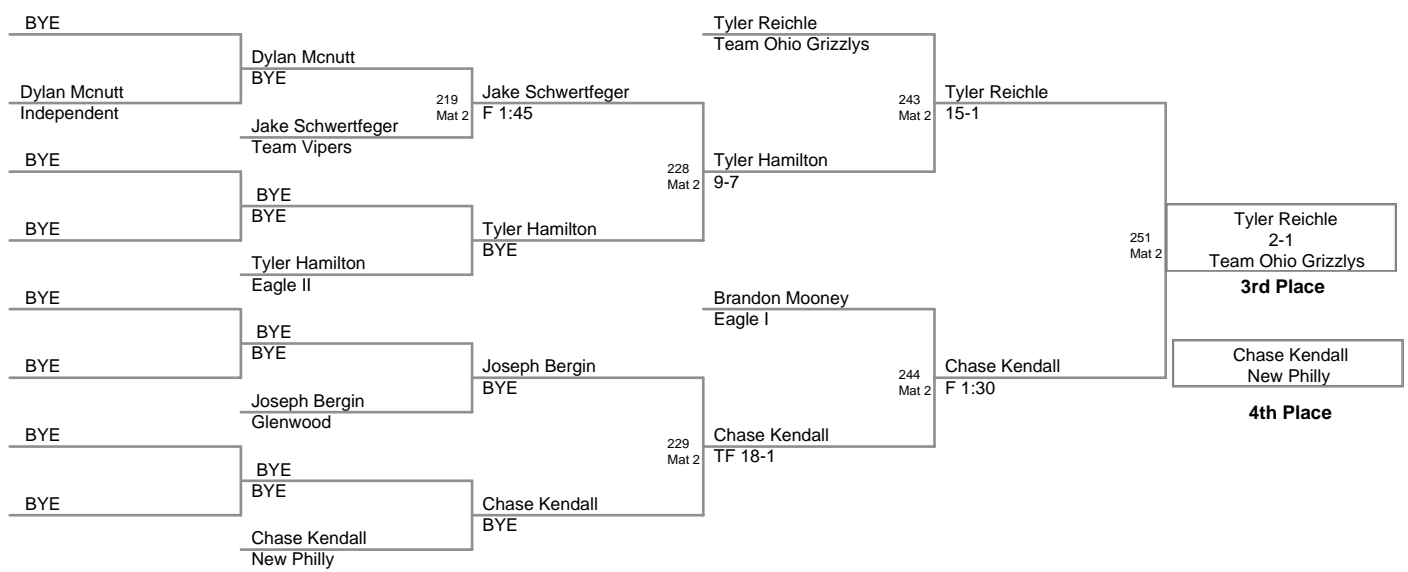 BYE
Dylan Mcnutt
Independent
BYE
BYE
BYE
BYE
BYE
BYE
Dylan Mcnutt
BYE
Jake Schwertfeger
Team Vipers
BYE
BYE
Tyler Hamilton
Eagle II
BYE
BYE
Joseph Bergin
Glenwood
BYE
BYE
Chase Kendall
New Philly
219
Mat 2
Jake Schwertfeger
F 1:45
Tyler Hamilton
BYE
Joseph Bergin
BYE
Chase Kendall
BYE
Tyler Reichle
Team Ohio Grizzlys
228
Mat 2
Tyler Hamilton
9-7
Brandon Mooney
Eagle I
229
Mat 2
Chase Kendall
TF 18-1
243
Mat 2
Tyler Reichle
15-1
244
Mat 2
Chase Kendall
F 1:30
251
Mat 2
Tyler Reichle
2-1
Team Ohio Grizzlys
3rd Place
Chase Kendall
New Philly
4th Place